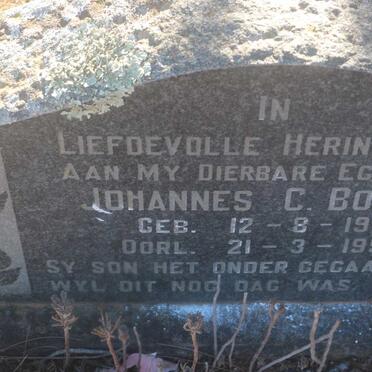 IN
LIEFDEVOLLE HERIN
AAN MY DIERBARE EG
JOHANNES C. BO
GEB. 12 - 8 - 19
OORL. 21 - 3 - 19
SY SON HET ONDER GEGAA
WYL DIT NOG DAG WAS.